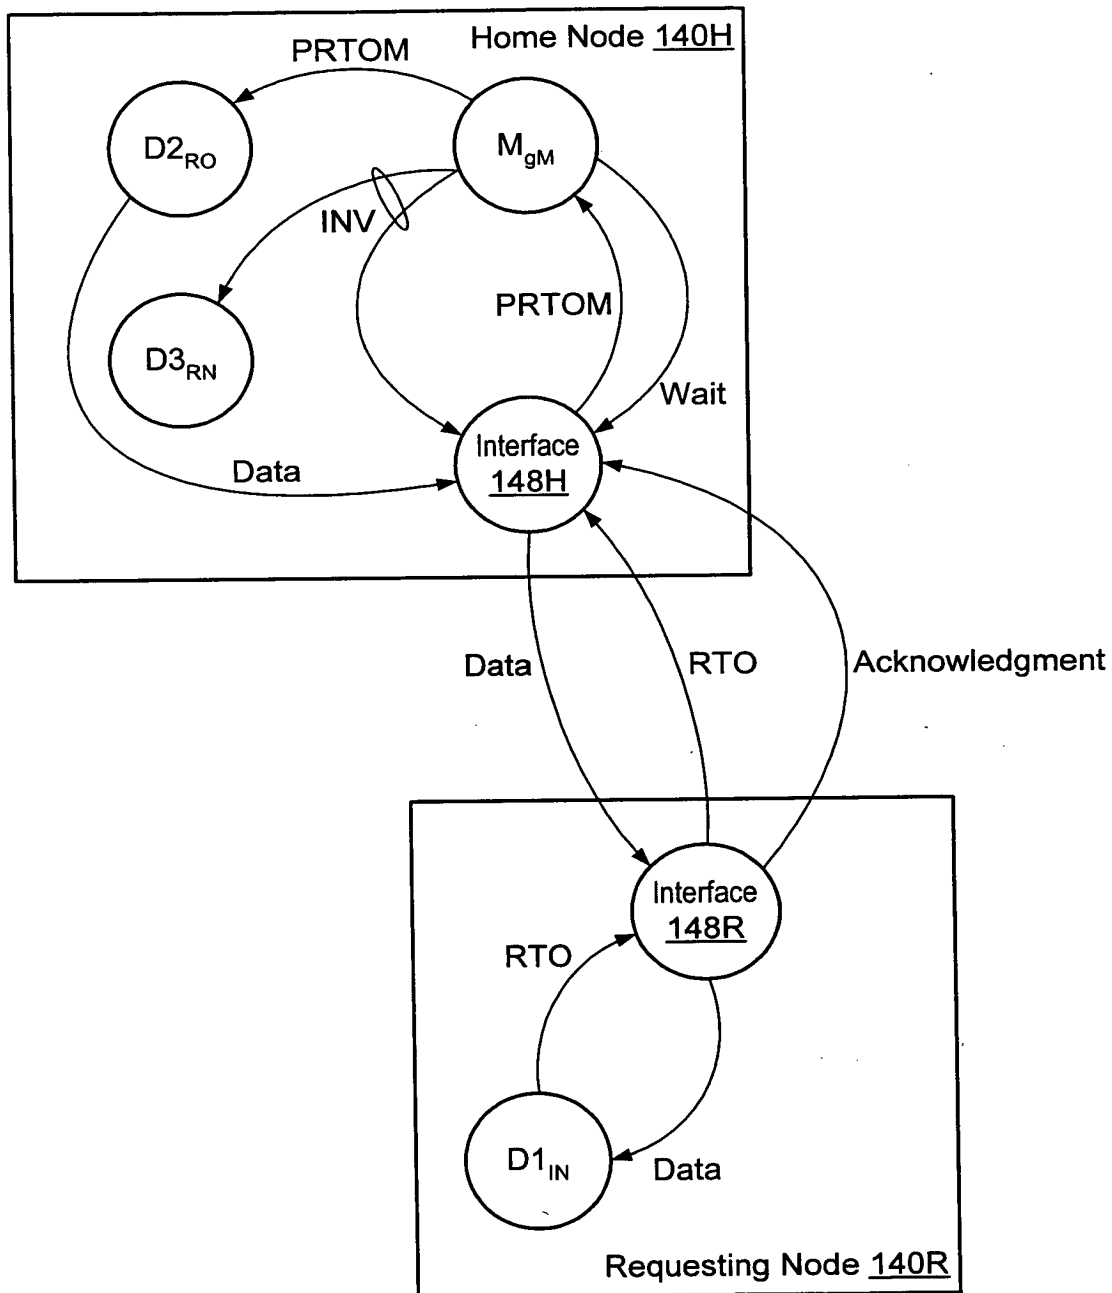 Home Node 140H
PRTOM
D2RO
MgM
INV
PRTOM
D3RN
Wait
Interface
148H
Data
Data
RTO
Acknowledgment
Interface
148R
RTO
D1IN
Data
Requesting Node 140R